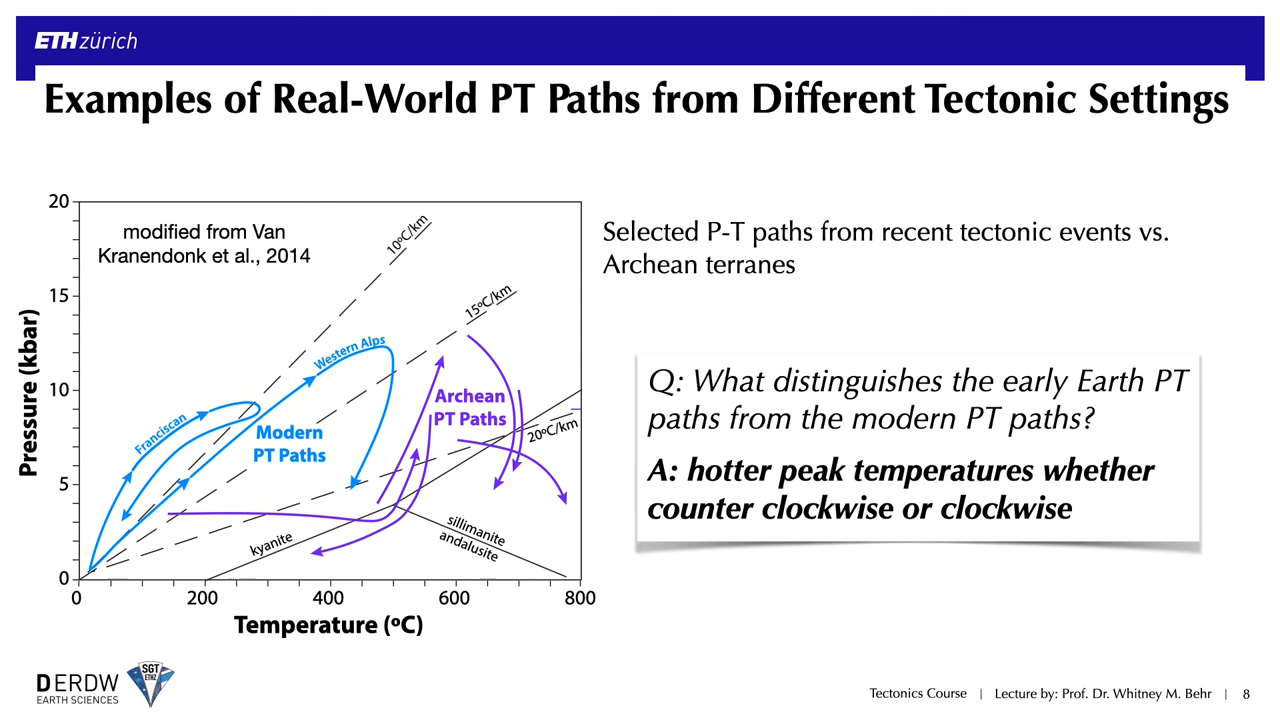 ETH zürich
Examples of Real-World PT Paths from Different Tectonic Settings
20
15
10
5
0
Pressure (kbar)
modified from Van
Kranendonk et al., 2014
10ºC/km
15ºC/km
20ºC/km
Franciscan
Western Alps
Modern
PT Paths
Archean
PT Paths
kyanite
sillimanite
andalusite
0
200
400
600
800
Temperature (ºC)
Selected P-T paths from recent tectonic events vs.
Archean terranes
Q: What distinguishes the early Earth PT
paths from the modern PT paths?
A: hotter peak temperatures whether
counter clockwise or clockwise
DERDW
EARTH SCIENCES
SGT
ETHZ
Tectonics Course | Lecture by: Prof. Dr. Whitney M. Behr | 8